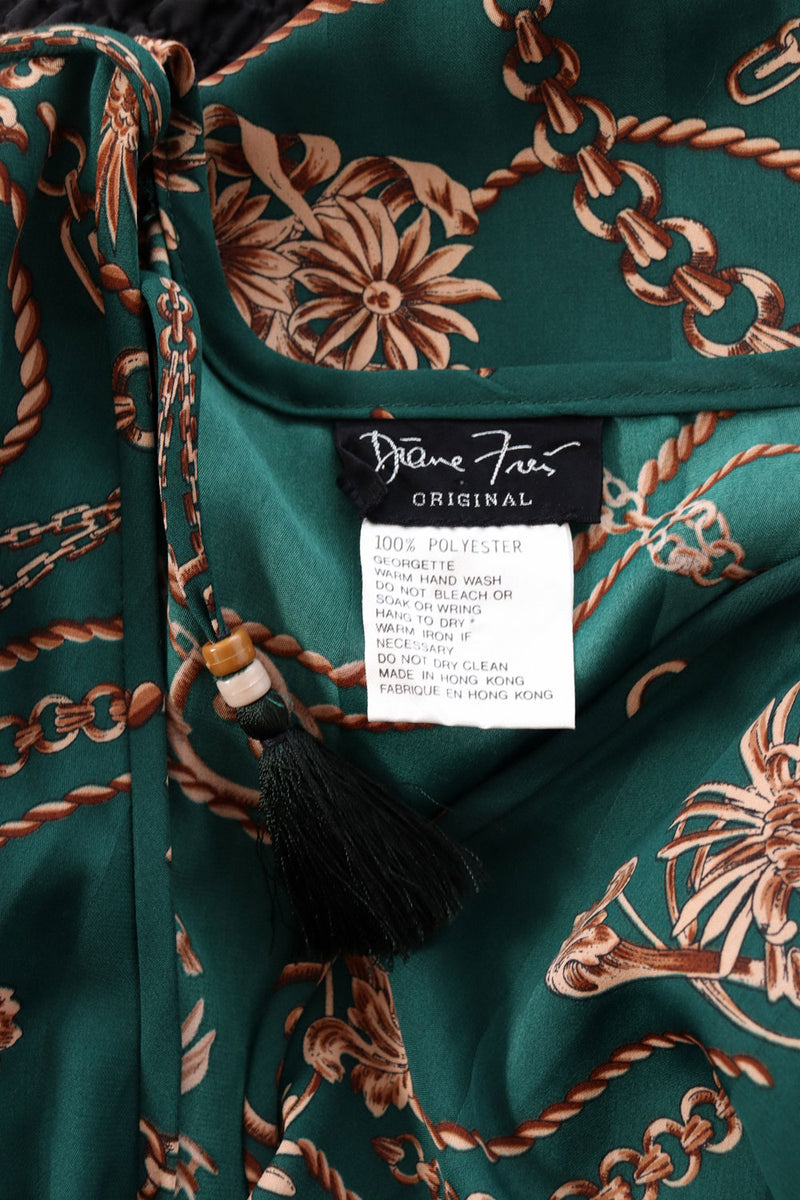 Diane Freis
ORIGINAL
100% POLYESTER
GEORGETTE
WARM HAND WASH
DO NOT BLEACH OR
SOAK OR WRING
HANG TO DRY
WARM IRON IF
NECESSARY
DO NOT DRY CLEAN
MADE IN HONG KONG
FABRIQUE EN HONG KONG